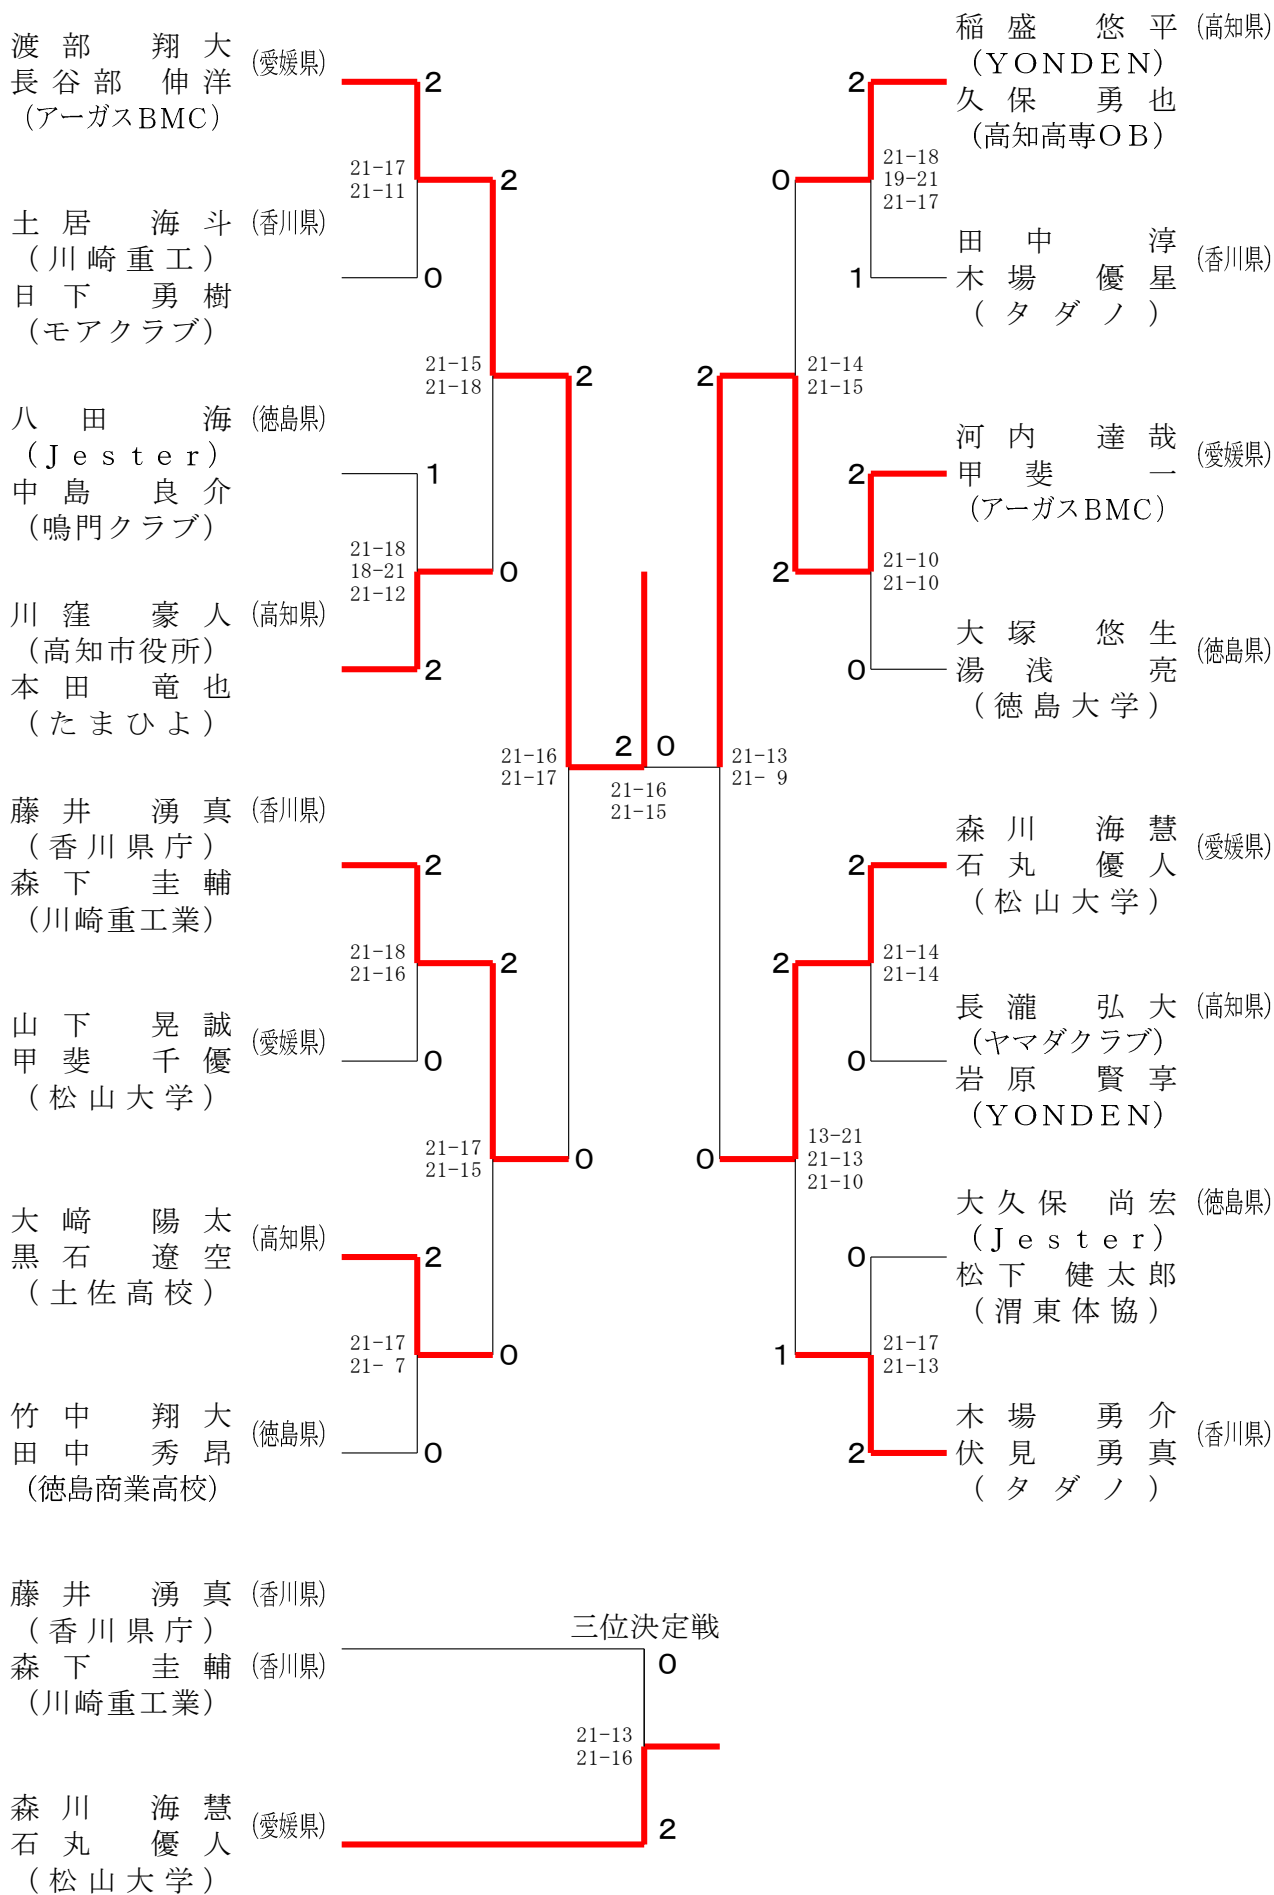 渡部 翔大 (愛媛県)
長谷部 伸洋
(アーガスBMC)
2
21-17
21-11
2
土居 海斗 (香川県)
(川崎重工)
日下 勇樹
(モアクラブ)
0
21-15
21-18
2
八田 海 (徳島県)
(Jester)
中島 良介
(鳴門クラブ)
1
21-18
18-21
21-12
0
川窪 豪人 (高知県)
(高知市役所)
本田 竜也
(たまひよ)
2
21-16
21-17
2 0
21-16
21-15
藤井 湧真 (香川県)
(香川県庁)
森下 圭輔
(川崎重工業)
2
21-18
21-16
2
山下 晃誠 (愛媛県)
甲斐 千優
(松山大学)
0
21-17
21-15
0
大﨑 陽太 (高知県)
黒石 遼空
(土佐高校)
2
21-17
21- 7
0
竹中 翔大 (徳島県)
田中 秀昂
(徳島商業高校)
0
稲盛 悠平 (高知県)
(YONDEN)
久保 勇也
(高知高専OB)
2
0
21-18
19-21
21-17
田中 淳 (香川県)
木場 優星
(タダノ)
1
2
21-14
21-15
河内 達哉 (愛媛県)
甲斐 一
(アーガスBMC)
2
2
21-10
21-10
大塚 悠生 (徳島県)
湯浅 亮
(徳島大学)
0
21-13
21- 9
森川 海慧 (愛媛県)
石丸 優人
(松山大学)
2
2
21-14
21-14
長瀧 弘大 (高知県)
(ヤマダクラブ)
岩原 賢享
(YONDEN)
0
0
13-21
21-13
21-10
大久保 尚宏 (徳島県)
(Jester)
松下 健太郎
(渭東体協)
0
1
21-17
21-13
木場 勇介 (香川県)
伏見 勇真
(タダノ)
2
藤井 湧真 (香川県)
(香川県庁)
森下 圭輔 (香川県)
(川崎重工業)
三位決定戦
0
21-13
21-16
森川 海慧 (愛媛県)
石丸 優人
(松山大学)
2